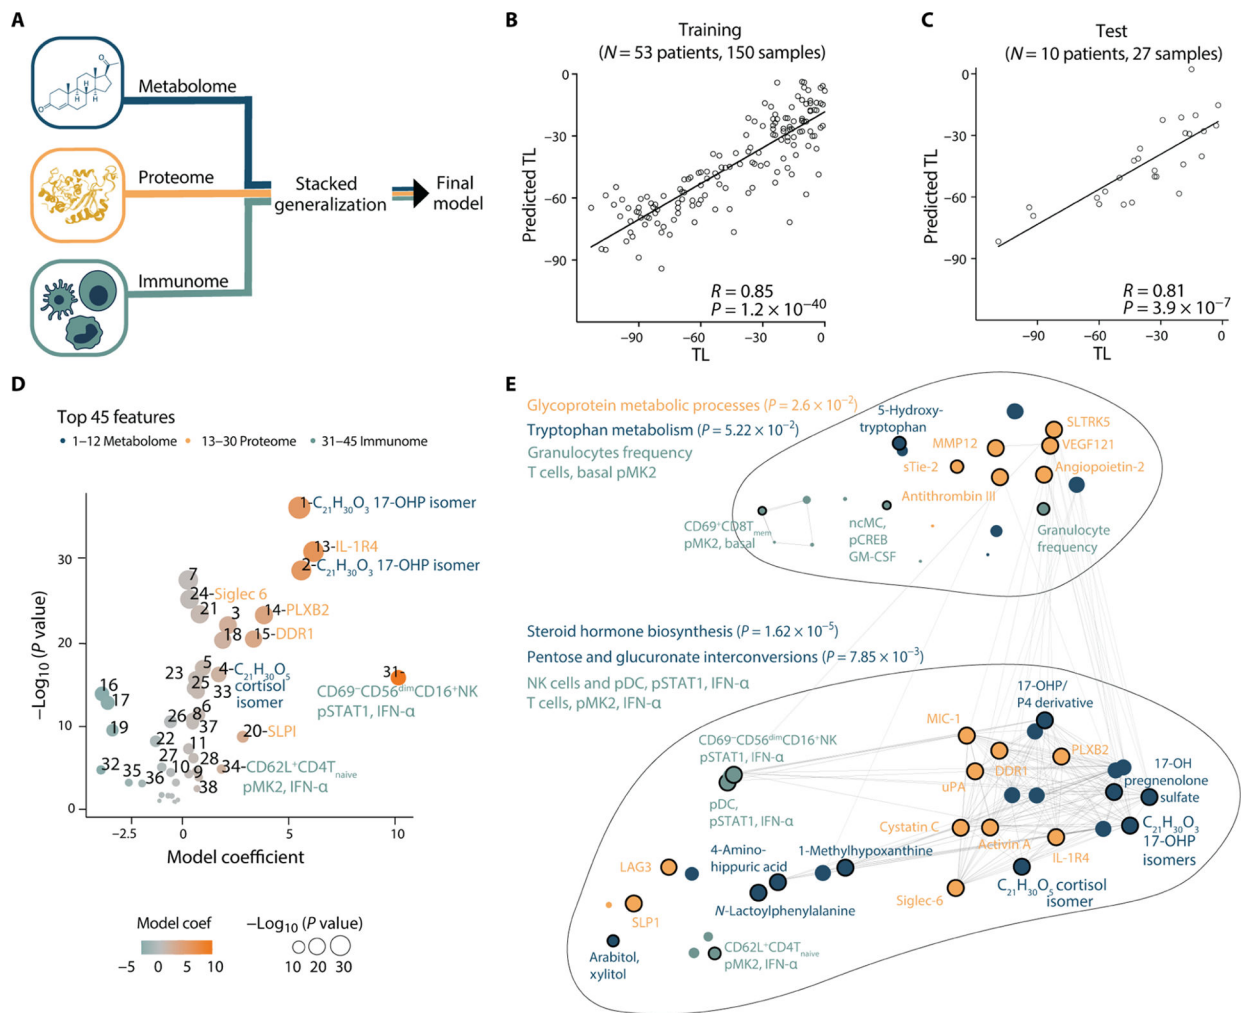 A
Metabolome
Proteome
Immunome
Stacked
generalization
Final
model
B
Training
(N = 53 patients, 150 samples)
0
−30
−60
−90
Predicted TL
R = 0.85
P = 1.2 × 10⁻⁴⁰
−90
−60
−30
0
TL
C
Test
(N = 10 patients, 27 samples)
0
−30
−60
−90
Predicted TL
R = 0.81
P = 3.9 × 10⁻⁷
−90
−60
−30
0
TL
D
Top 45 features
1–12 Metabolome
13–30 Proteome
31–45 Immunome
−Log₁₀ (P value)
30
20
10
0
1-C₂₁H₃₀O₃ 17-OHP isomer
13-IL-1R4
2-C₂₁H₃₀O₃ 17-OHP isomer
7
24-Siglec 6
21
3
14-PLXB2
18
15-DDR1
5
4-C₂₁H₃₀O₅
cortisol
isomer
23
25
33
31-
CD69⁻CD56ᵈⁱᵐCD16⁺NK
pSTAT1, IFN-α
16
17
6
8
26
37
19
20-SLPI
22
11
27
28
32
35
36
10
9
34-CD62L⁺CD4Tnaive
pMK2, IFN-α
38
−2.5
0
5
10
Model coefficient
Model coef
−5
0
5
10
−Log₁₀ (P value)
10
20
30
E
Glycoprotein metabolic processes (P = 2.6 × 10⁻²)
Tryptophan metabolism (P = 5.22 × 10⁻²)
Granulocytes frequency
T cells, basal pMK2
5-Hydroxy-
tryptophan
SLTRK5
MMP12
VEGF121
sTie-2
Angiopoietin-2
Antithrombin III
CD69⁺CD8Tmem
pMK2, basal
ncMC,
pCREB
GM-CSF
Granulocyte
frequency
Steroid hormone biosynthesis (P = 1.62 × 10⁻⁵)
Pentose and glucuronate interconversions (P = 7.85 × 10⁻³)
NK cells and pDC, pSTAT1, IFN-α
T cells, pMK2, IFN-α
17-OHP/
P4 derivative
MIC-1
CD69⁻CD56ᵈⁱᵐCD16⁺NK
pSTAT1, IFN-α
PLXB2
DDR1
17-OH
pregnenolone
sulfate
uPA
pDC,
pSTAT1, IFN-α
Cystatin C
Activin A
C₂₁H₃₀O₃
17-OHP
isomers
4-Amino-
hippuric acid
1-Methylhypoxanthine
IL-1R4
LAG3
Siglec-6
C₂₁H₃₀O₅ cortisol
isomer
N-Lactoylphenylalanine
SLP1
CD62L⁺CD4Tnaive
pMK2, IFN-α
Arabitol,
xylitol